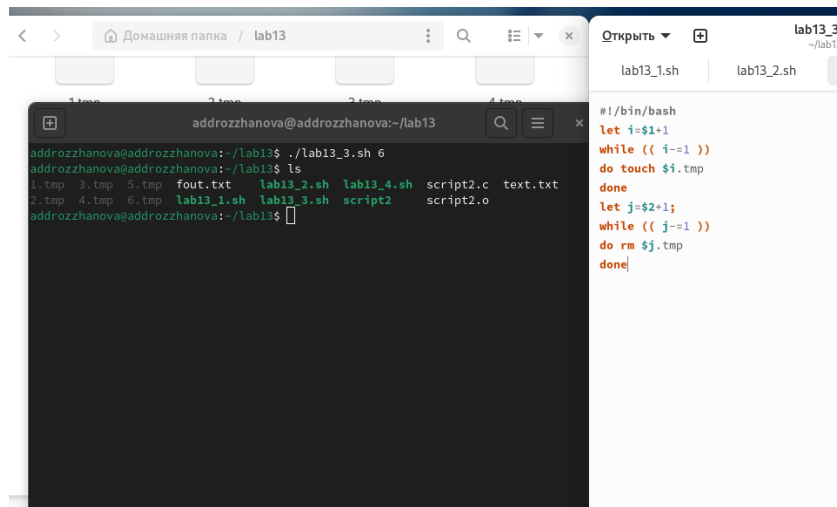 Домашняя папка / lab13
1.tmp 2.tmp 3.tmp 4.tmp
addrozzhanova@addrozzhanova:~/lab13
addrozzhanova@addrozzhanova:~/lab13$ ./lab13_3.sh 6
addrozzhanova@addrozzhanova:~/lab13$ ls
1.tmp 3.tmp 5.tmp fout.txt lab13_2.sh lab13_4.sh script2.c text.txt
2.tmp 4.tmp 6.tmp lab13_1.sh lab13_3.sh script2 script2.o
addrozzhanova@addrozzhanova:~/lab13$
Открыть lab13_3
~/lab1
lab13_1.sh lab13_2.sh
#!/bin/bash
let i=$1+1
while (( i-=1 ))
do touch $i.tmp
done
let j=$2+1;
while (( j-=1 ))
do rm $j.tmp
done